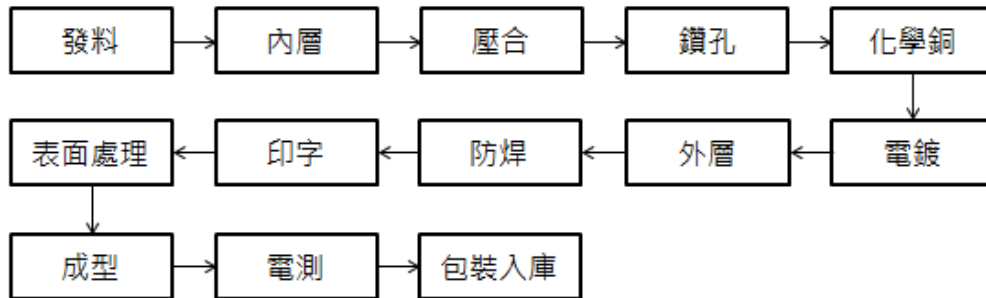 發料
內層
壓合
鑽孔
化學銅
電鍍
外層
防焊
印字
表面處理
成型
電測
包裝入庫